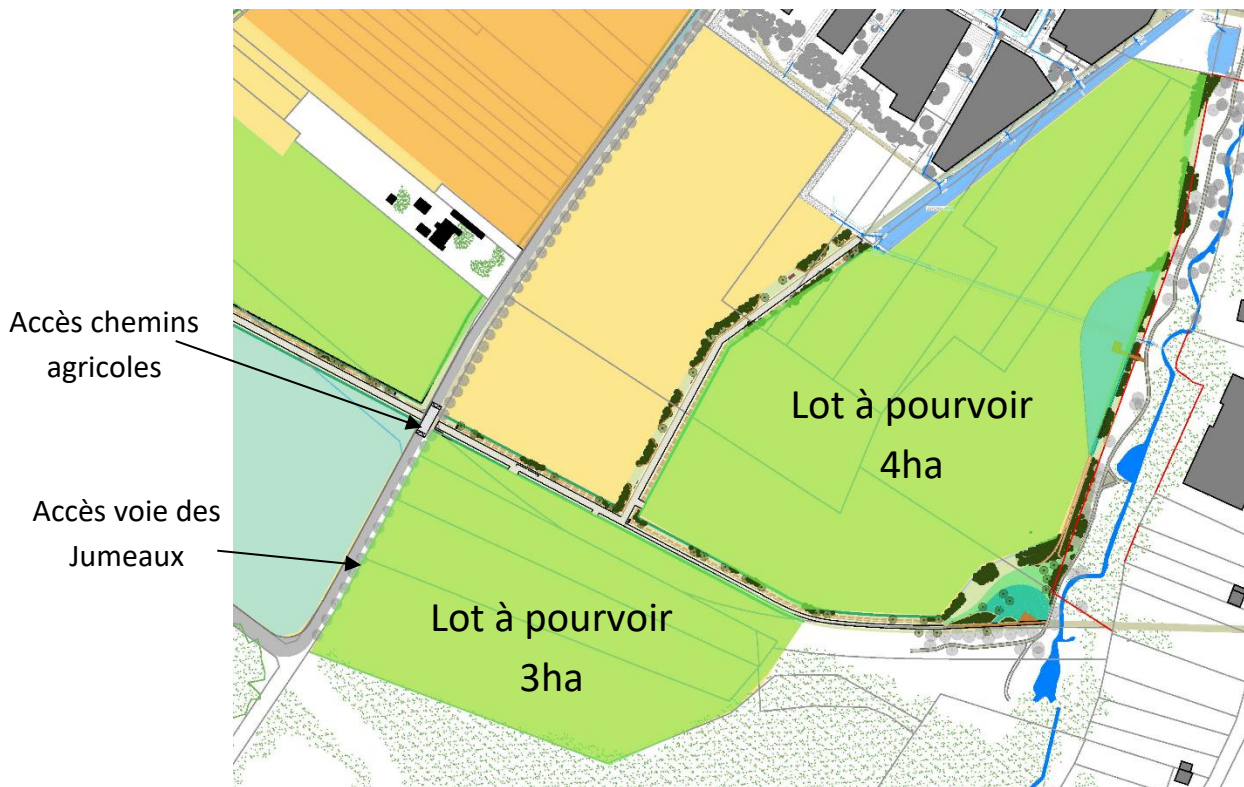 Accès chemins
agricoles
Accès voie des
Jumeaux
Lot à pourvoir
4ha
Lot à pourvoir
3ha